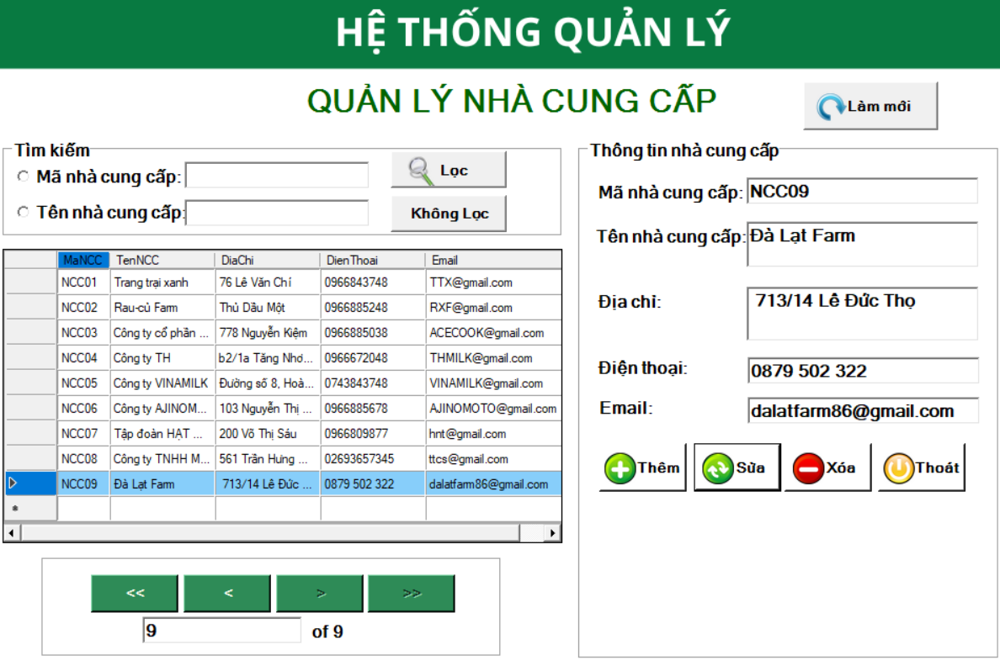 HỆ THỐNG QUẢN LÝ
QUẢN LÝ NHÀ CUNG CẤP
Làm mới
Tìm kiếm
Mã nhà cung cấp:
Lọc
Tên nhà cung cấp:
Không Lọc
MaNCC TenNCC DiaChi DienThoai Email
NCC01 Trang trại xanh 76 Lê Văn Chí 0966843748 TTX@gmail.com
NCC02 Rau-củ Farm Thủ Dầu Một 0966885248 RXF@gmail.com
NCC03 Công ty cổ phần ... 778 Nguyễn Kiệm 0966885038 ACECOOK@gmail.com
NCC04 Công ty TH b2/1a Tăng Nhơ... 0966672048 THMILK@gmail.com
NCC05 Công ty VINAMILK Đường số 8, Hoà... 0743843748 VINAMILK@gmail.com
NCC06 Công ty AJINOM... 103 Nguyễn Thị ... 0966885678 AJINOMOTO@gmail.com
NCC07 Tập đoàn HẠT ... 200 Võ Thị Sáu 0966809877 hnt@gmail.com
NCC08 Công ty TNHH M... 561 Trần Hưng ... 02693657345 ttcs@gmail.com
NCC09 Đà Lạt Farm 713/14 Lê Đức ... 0879 502 322 dalatfarm86@gmail.com
<< < > >>
9 of 9
Thông tin nhà cung cấp
Mã nhà cung cấp: NCC09
Tên nhà cung cấp: Đà Lạt Farm
Địa chỉ: 713/14 Lê Đức Thọ
Điện thoại: 0879 502 322
Email: dalatfarm86@gmail.com
Thêm Sửa Xóa Thoát